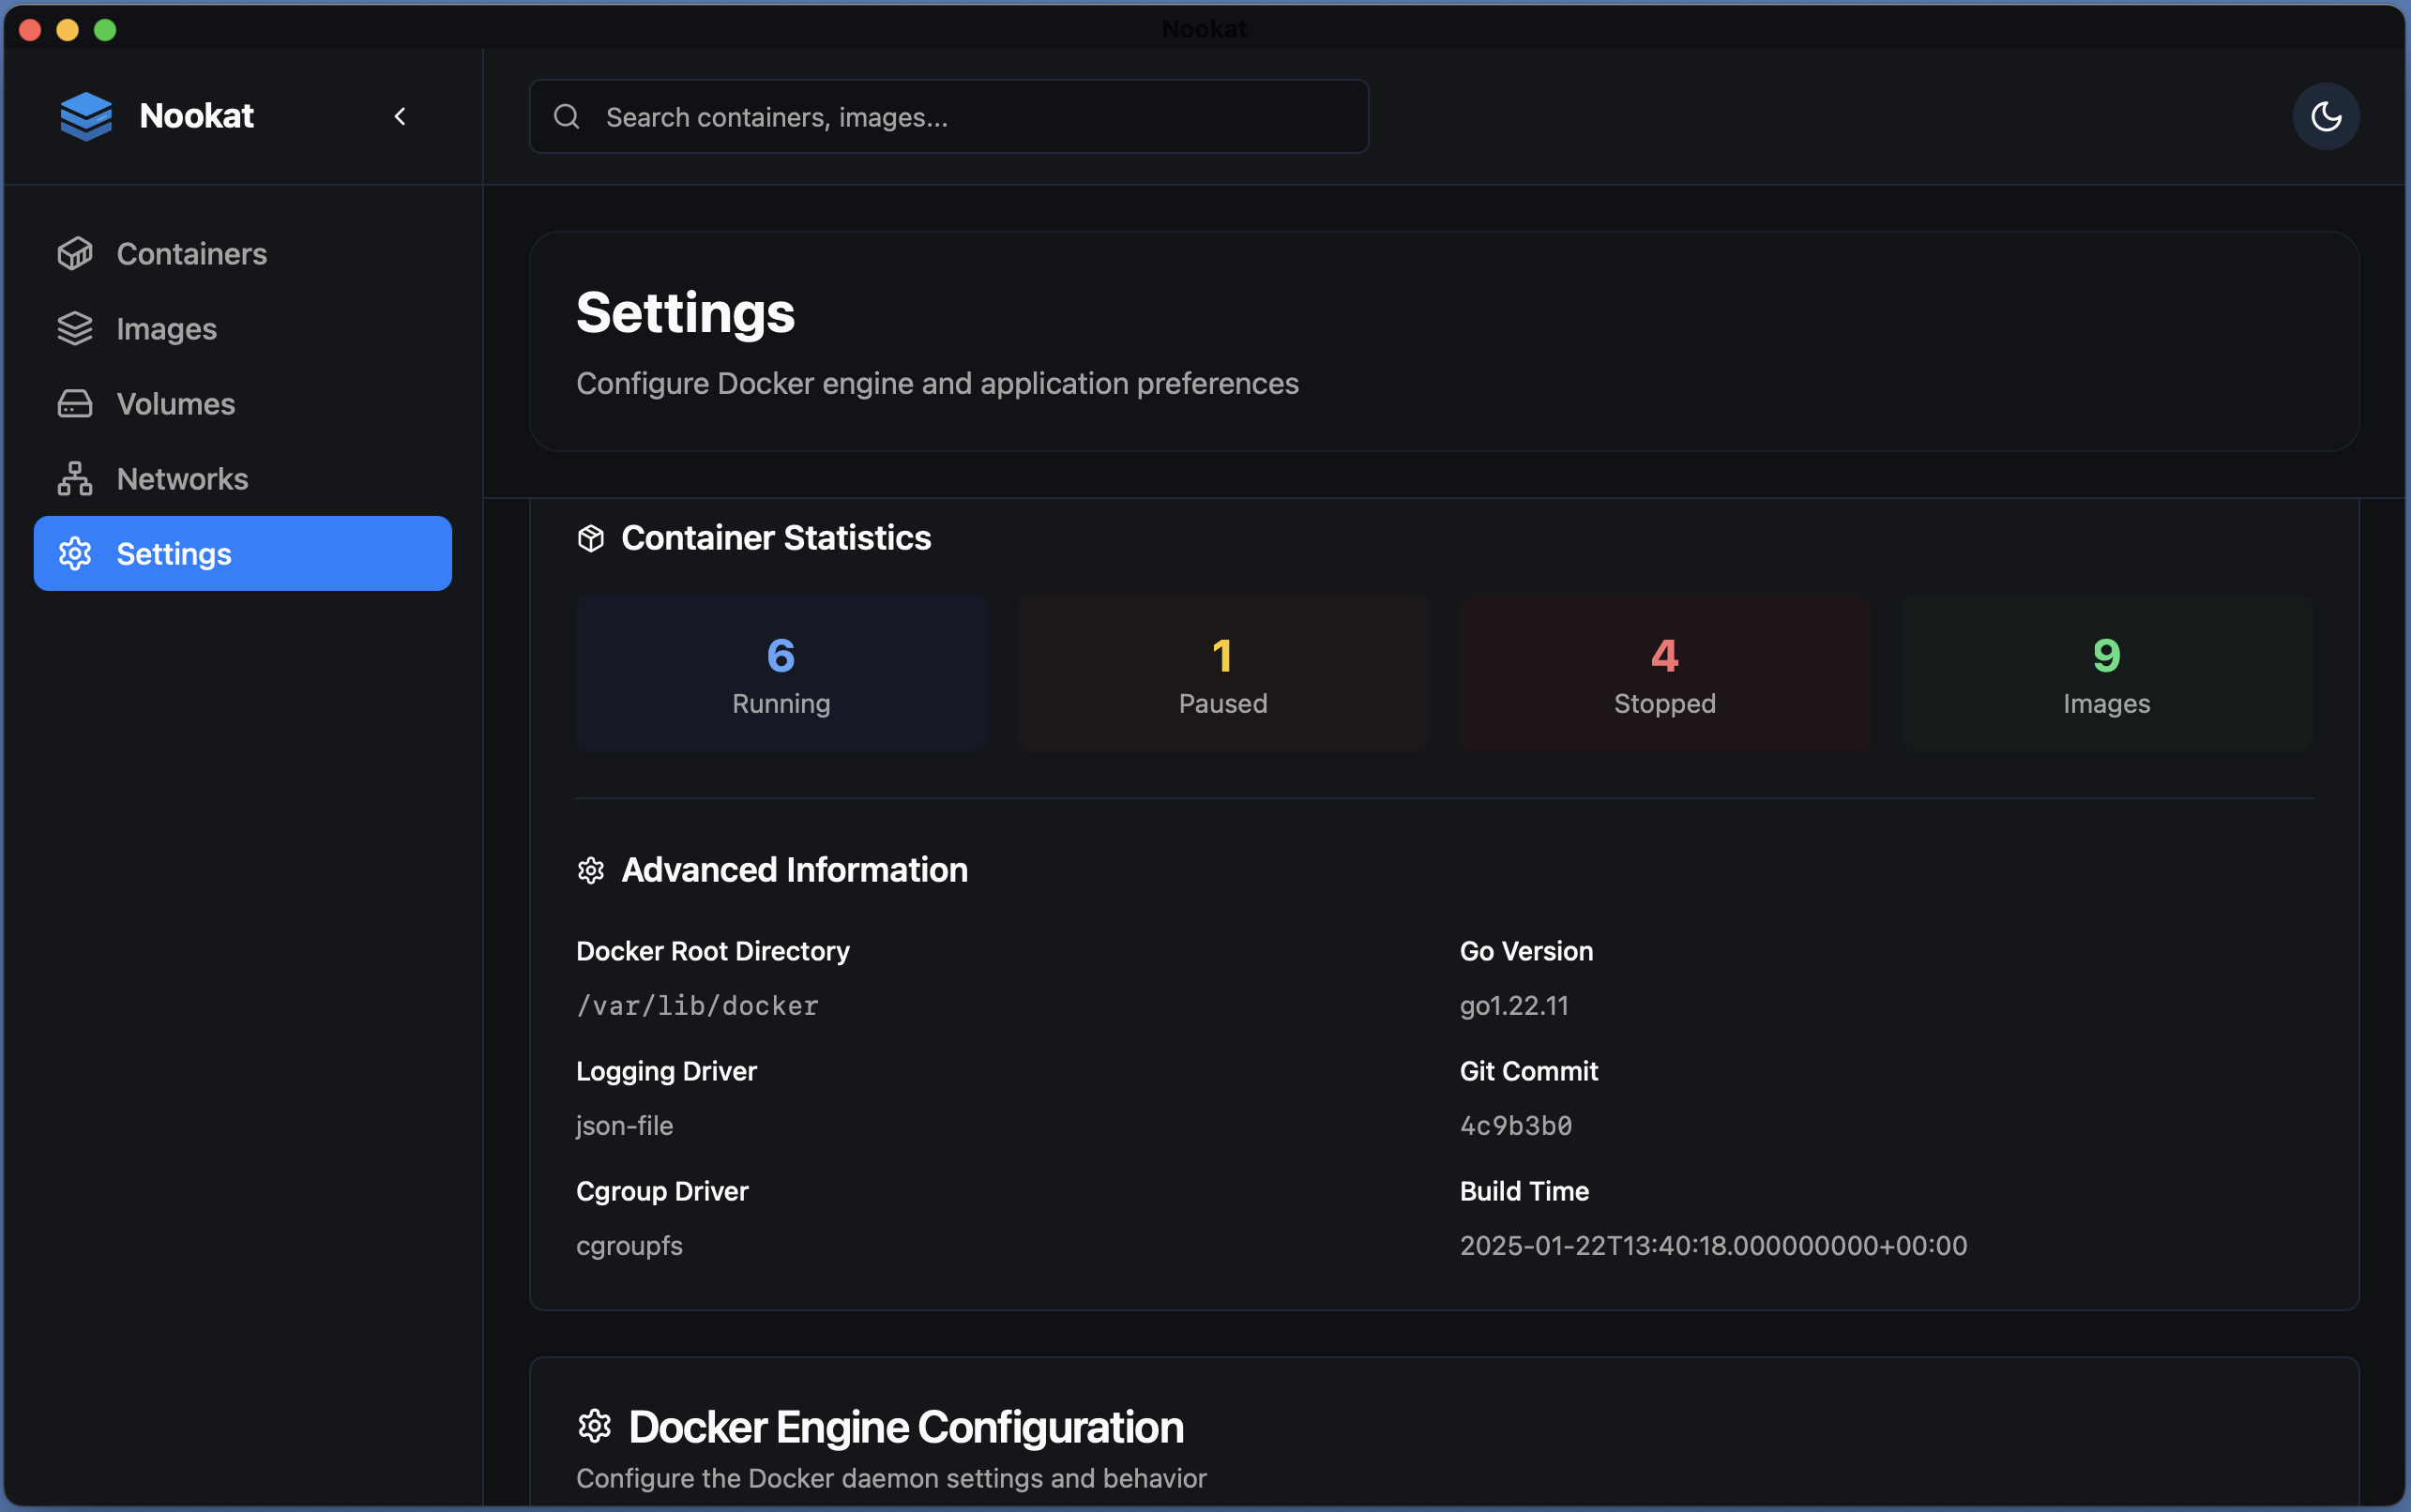 Nookat
Nookat
Search containers, images...
Containers
Images
Volumes
Networks
Settings
Settings
Configure Docker engine and application preferences
Container Statistics
6
Running
1
Paused
4
Stopped
9
Images
Advanced Information
Docker Root Directory
/var/lib/docker
Go Version
go1.22.11
Logging Driver
json-file
Git Commit
4c9b3b0
Cgroup Driver
cgroupfs
Build Time
2025-01-22T13:40:18.000000000+00:00
Docker Engine Configuration
Configure the Docker daemon settings and behavior